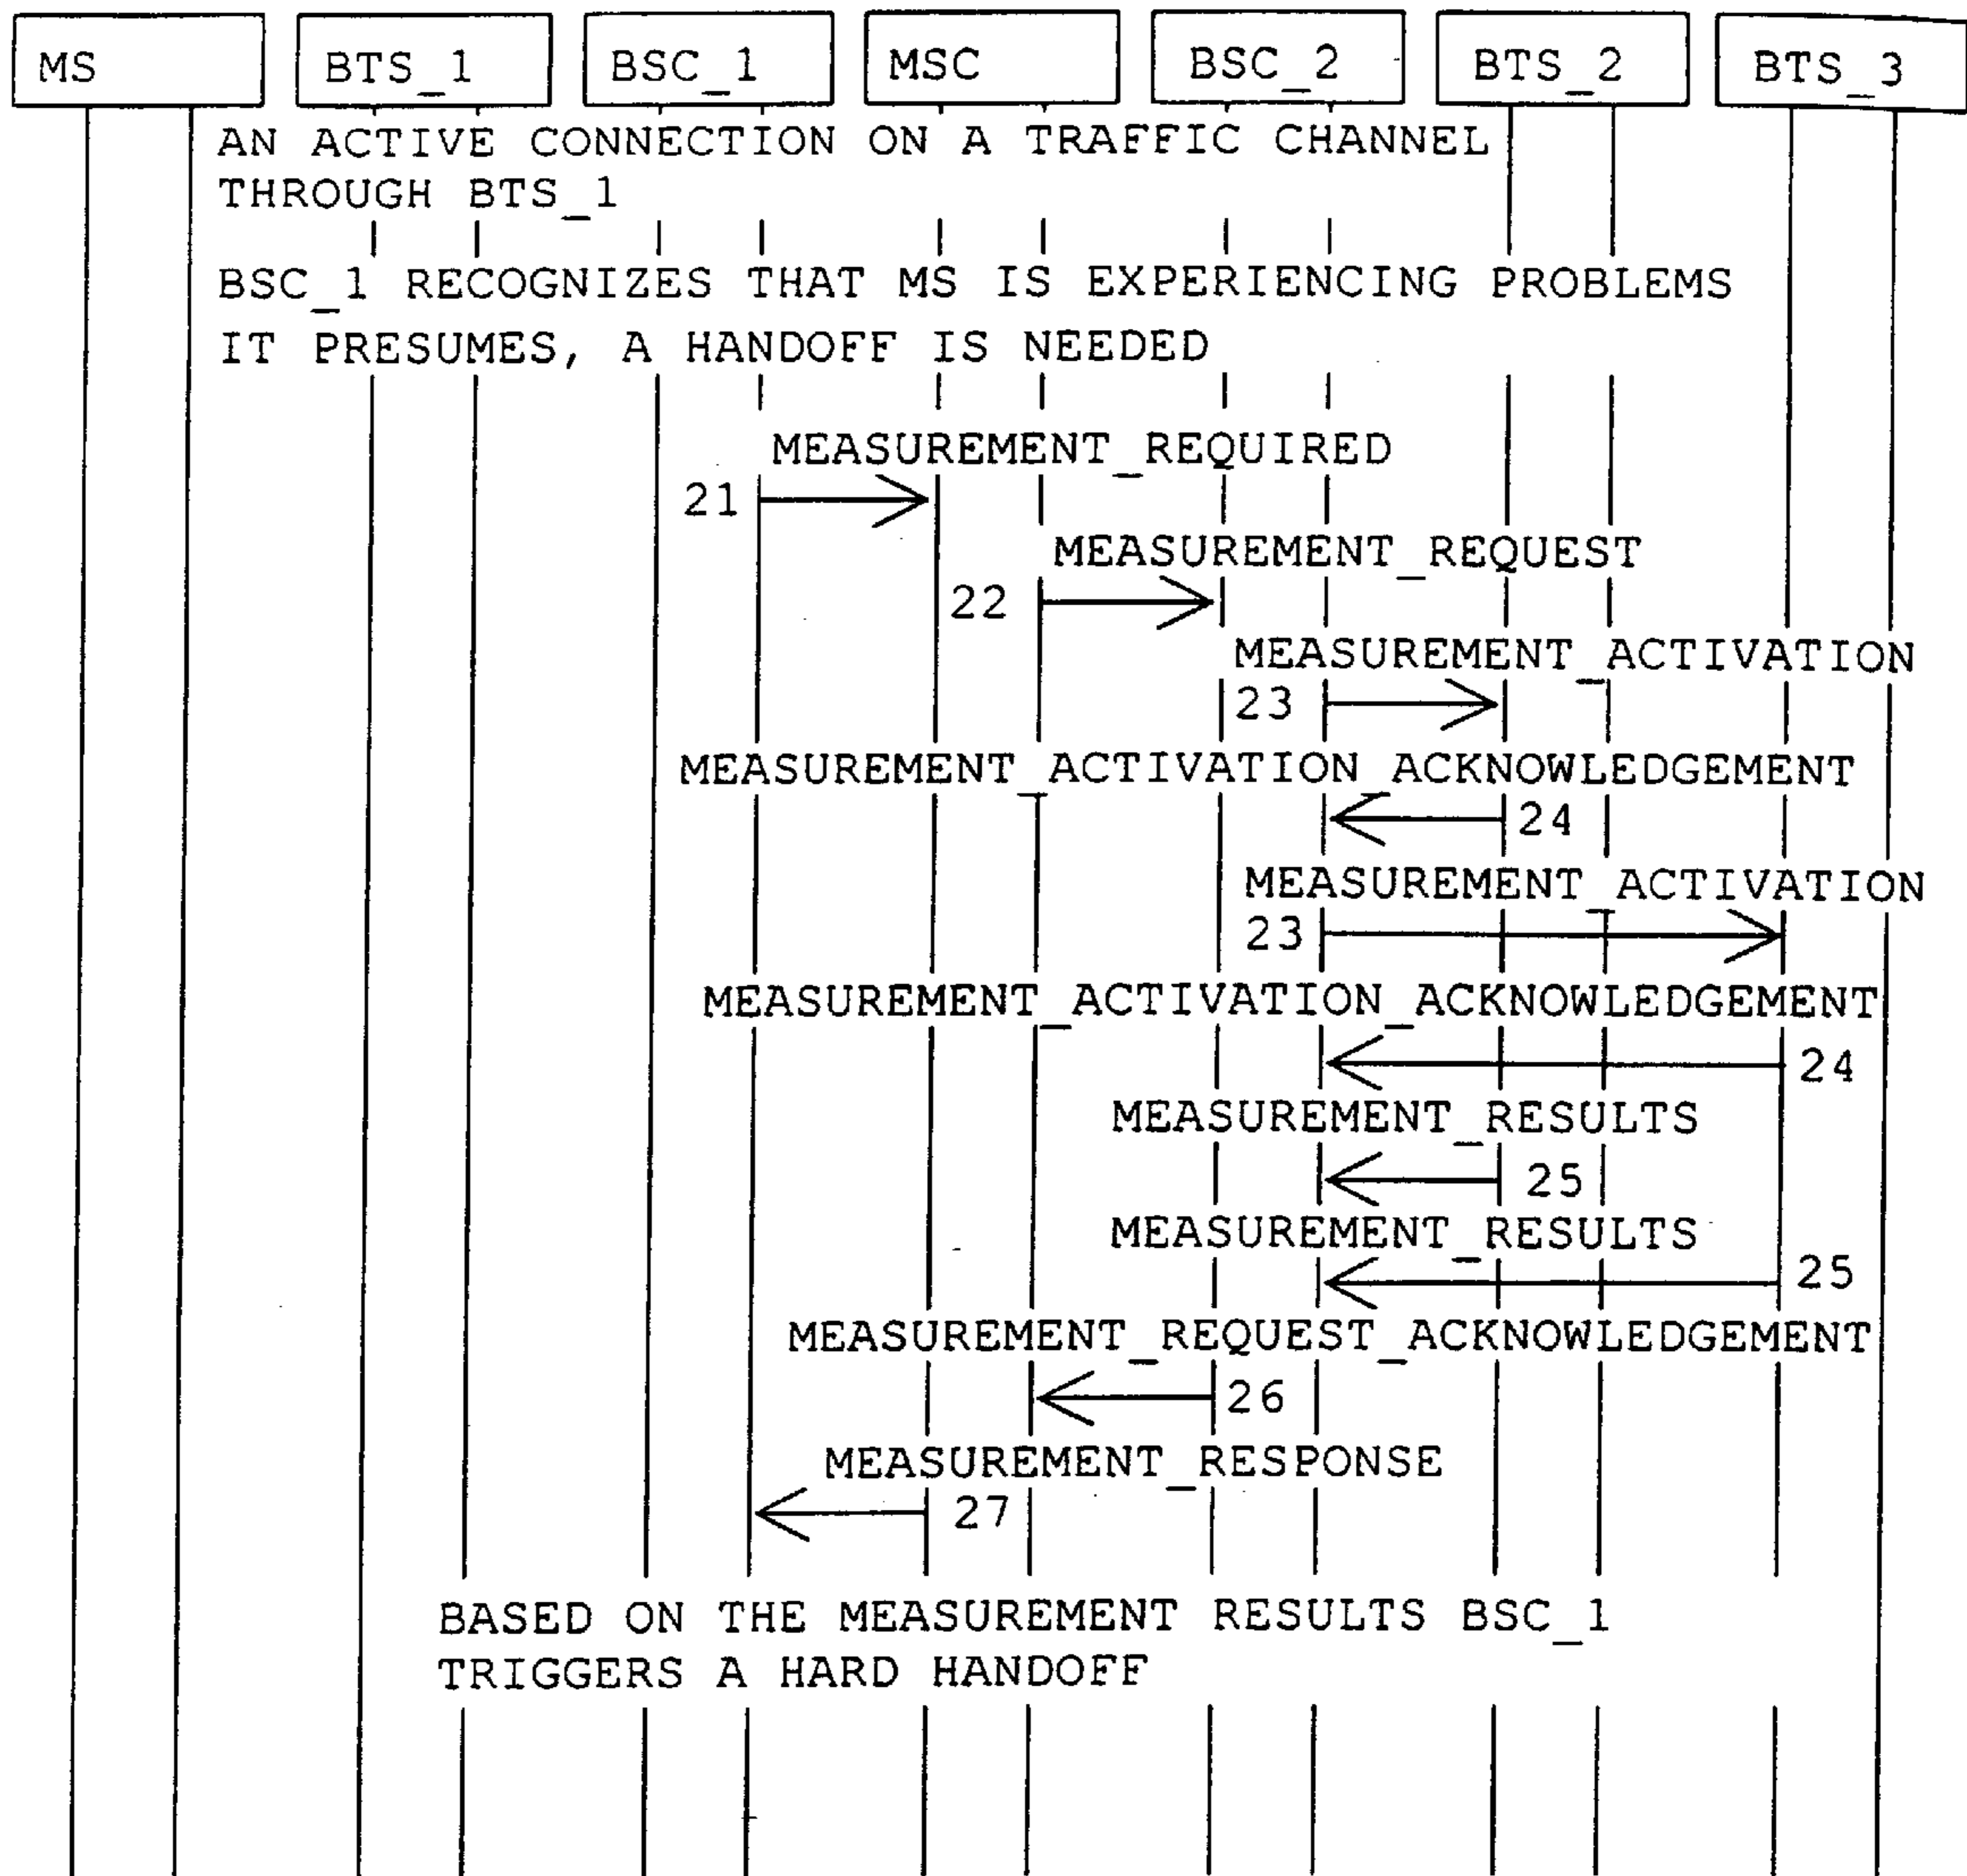 MS BTS_1 BSC_1 MSC BSC_2 BTS_2 BTS_3
AN ACTIVE CONNECTION ON A TRAFFIC CHANNEL
THROUGH BTS_1
BSC_1 RECOGNIZES THAT MS IS EXPERIENCING PROBLEMS
IT PRESUMES, A HANDOFF IS NEEDED
MEASUREMENT_REQUIRED
21
MEASUREMENT_REQUEST
22
MEASUREMENT_ACTIVATION
23
MEASUREMENT_ACTIVATION_ACKNOWLEDGEMENT
24
MEASUREMENT_ACTIVATION
23
MEASUREMENT_ACTIVATION_ACKNOWLEDGEMENT
24
MEASUREMENT_RESULTS
25
MEASUREMENT_RESULTS
25
MEASUREMENT_REQUEST_ACKNOWLEDGEMENT
26
MEASUREMENT_RESPONSE
27
BASED ON THE MEASUREMENT RESULTS BSC_1
TRIGGERS A HARD HANDOFF